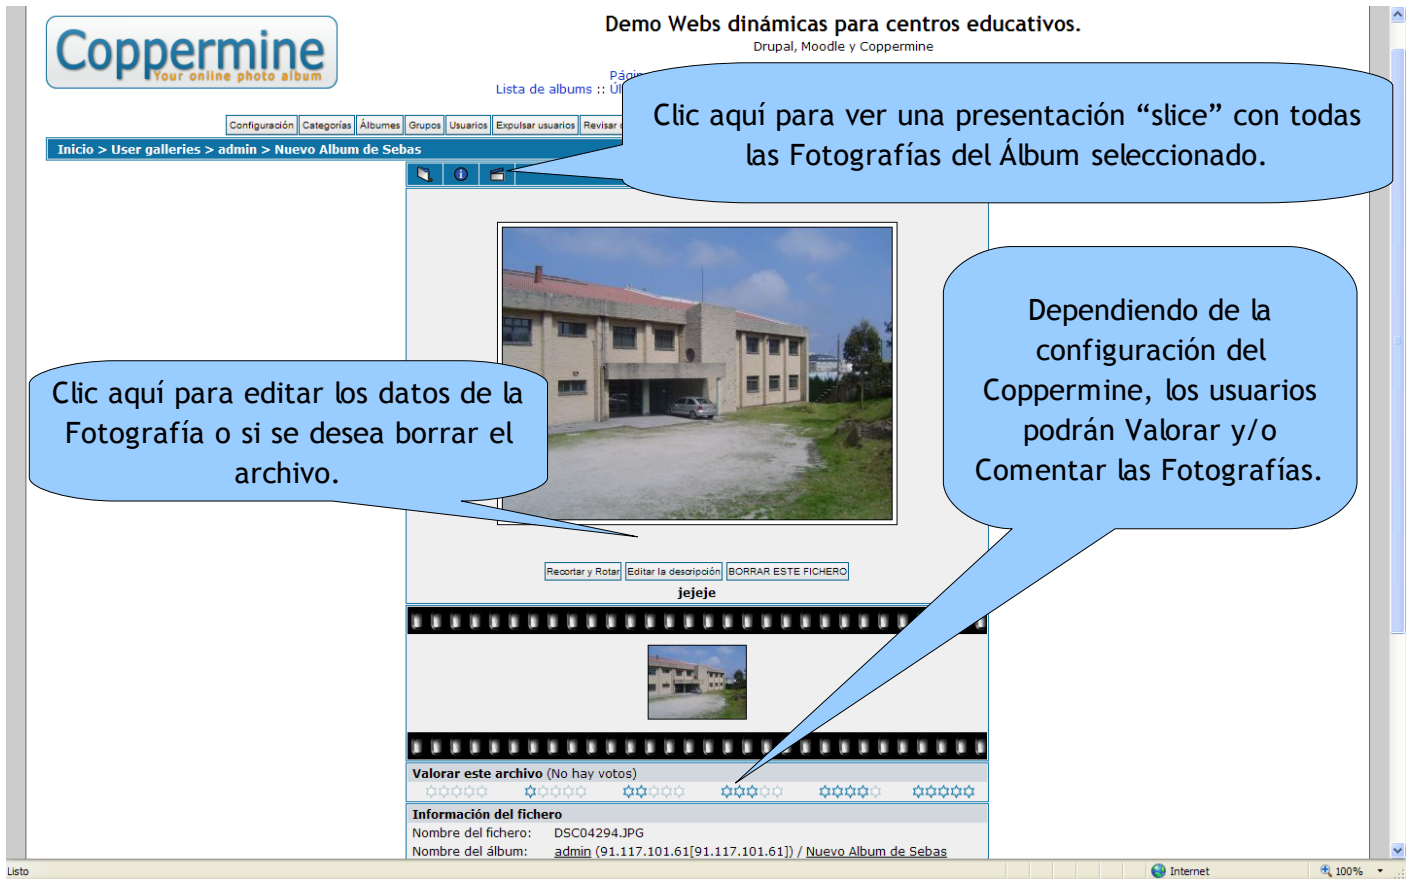 Coppermine
Your online photo album
Demo Webs dinámicas para centros educativos.
Drupal, Moodle y Coppermine
Lista de albums ::
Configuración Categorías Álbumes Grupos Usuarios Expulsar usuarios Revisar
Inicio > User galleries > admin > Nuevo Album de Sebas
Clic aquí para ver una presentación “slice” con todas
las Fotografías del Álbum seleccionado.
Dependiendo de la
configuración del
Coppermine, los usuarios
podrán Valorar y/o
Comentar las Fotografías.
Clic aquí para editar los datos de la
Fotografía o si se desea borrar el
archivo.
Recortar y Rotar Editar la descripción BORRAR ESTE FICHERO
jejeje
Valorar este archivo (No hay votos)
Información del fichero
Nombre del fichero: DSC04294.JPG
Nombre del álbum: admin (91.117.101.61[91.117.101.61]) / Nuevo Album de Sebas
Listo Internet 100%